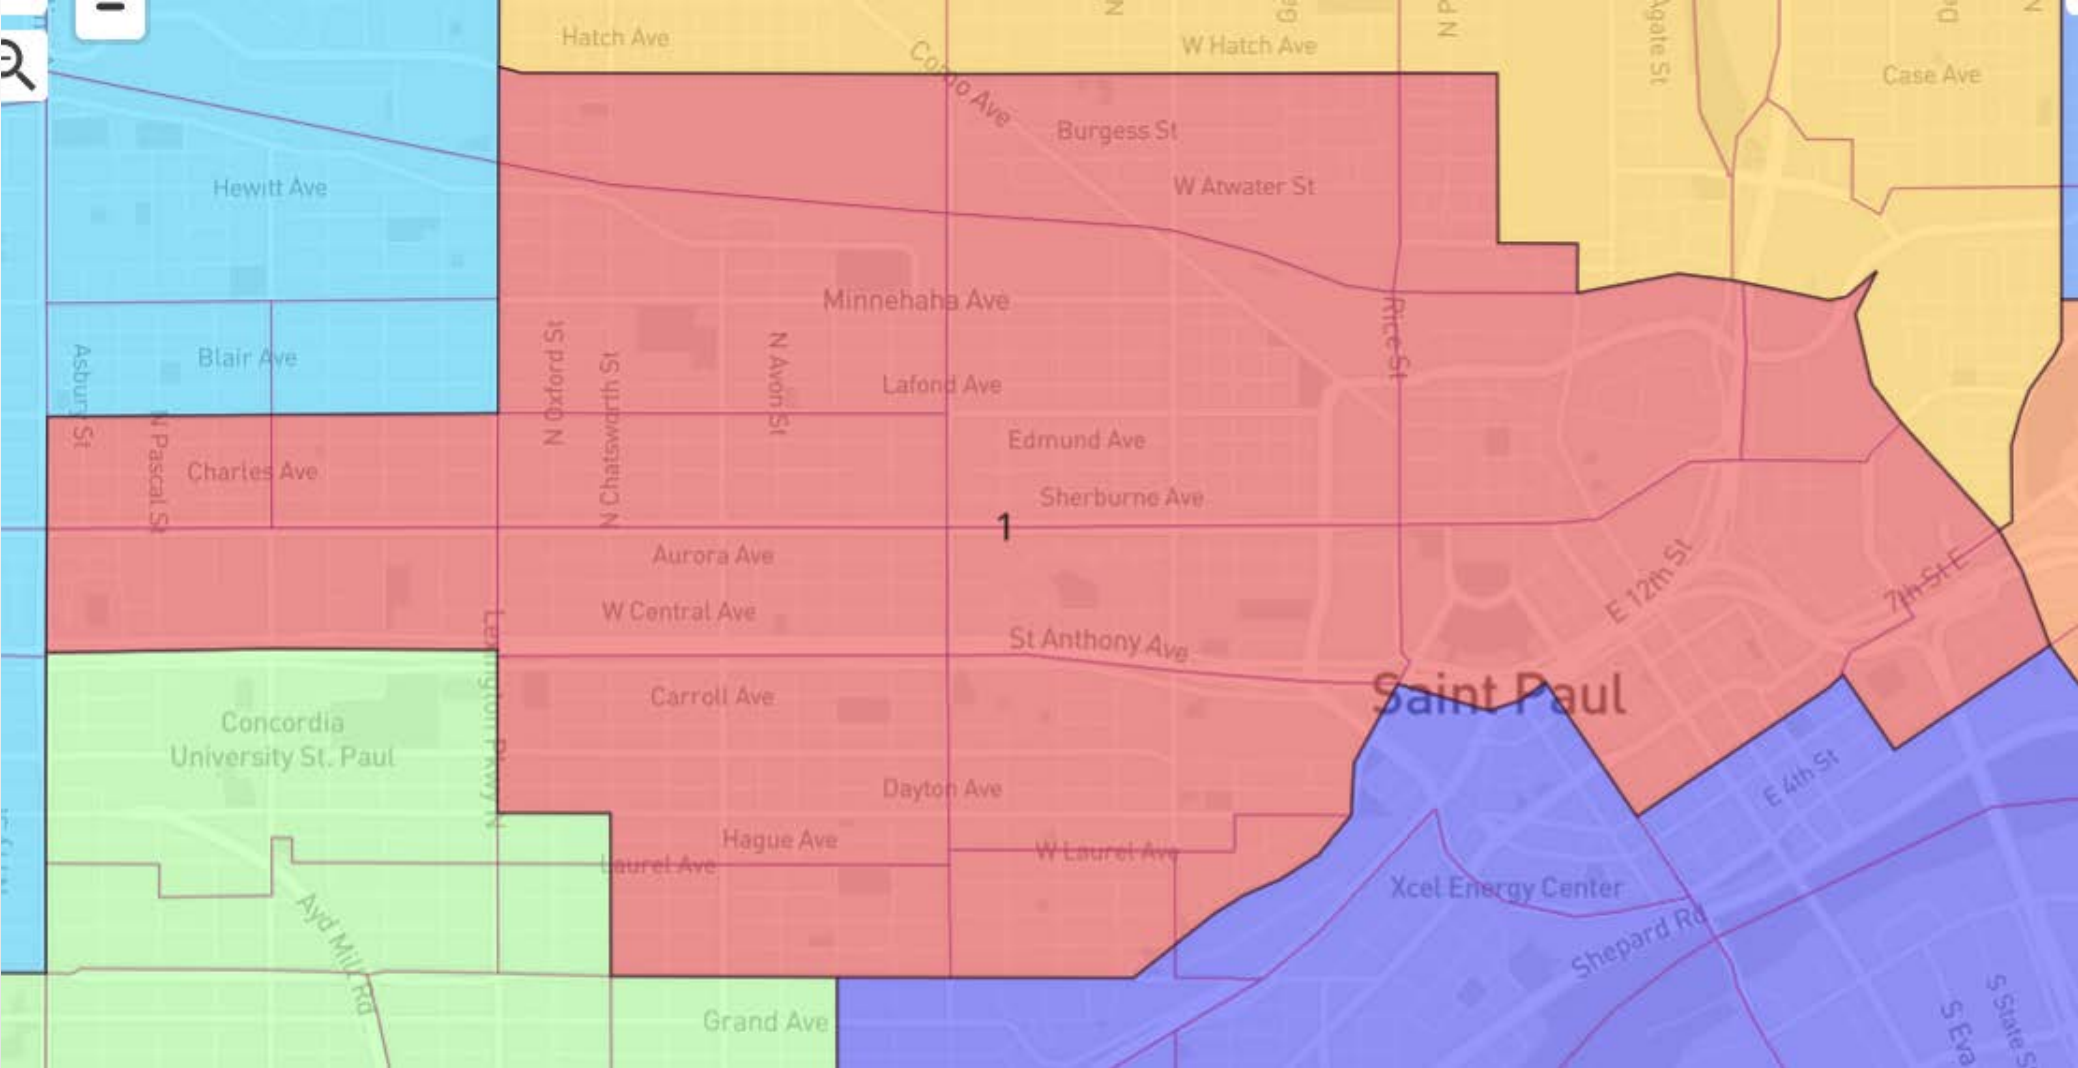 Hatch Ave
W Hatch Ave
Como Ave
N
N P
Agate St
Case Ave
N
Burgess St
W Atwater St
Hewitt Ave
Minnehaha Ave
Rice St
Blair Ave
Asbury St
N Oxford St
N Chatsworth St
N Avon St
Lafond Ave
Edmund Ave
N Pascal St
Charles Ave
Sherburne Ave
1
Aurora Ave
E 12th St
7th St E
W Central Ave
St Anthony Ave
Lexington Pkwy N
Carroll Ave
Saint Paul
Concordia
University St. Paul
Dayton Ave
E 4th St
Hague Ave
Laurel Ave
W Laurel Ave
Xcel Energy Center
Ayd Mill Rd
Shepard Rd
Grand Ave
S State S
S Eva